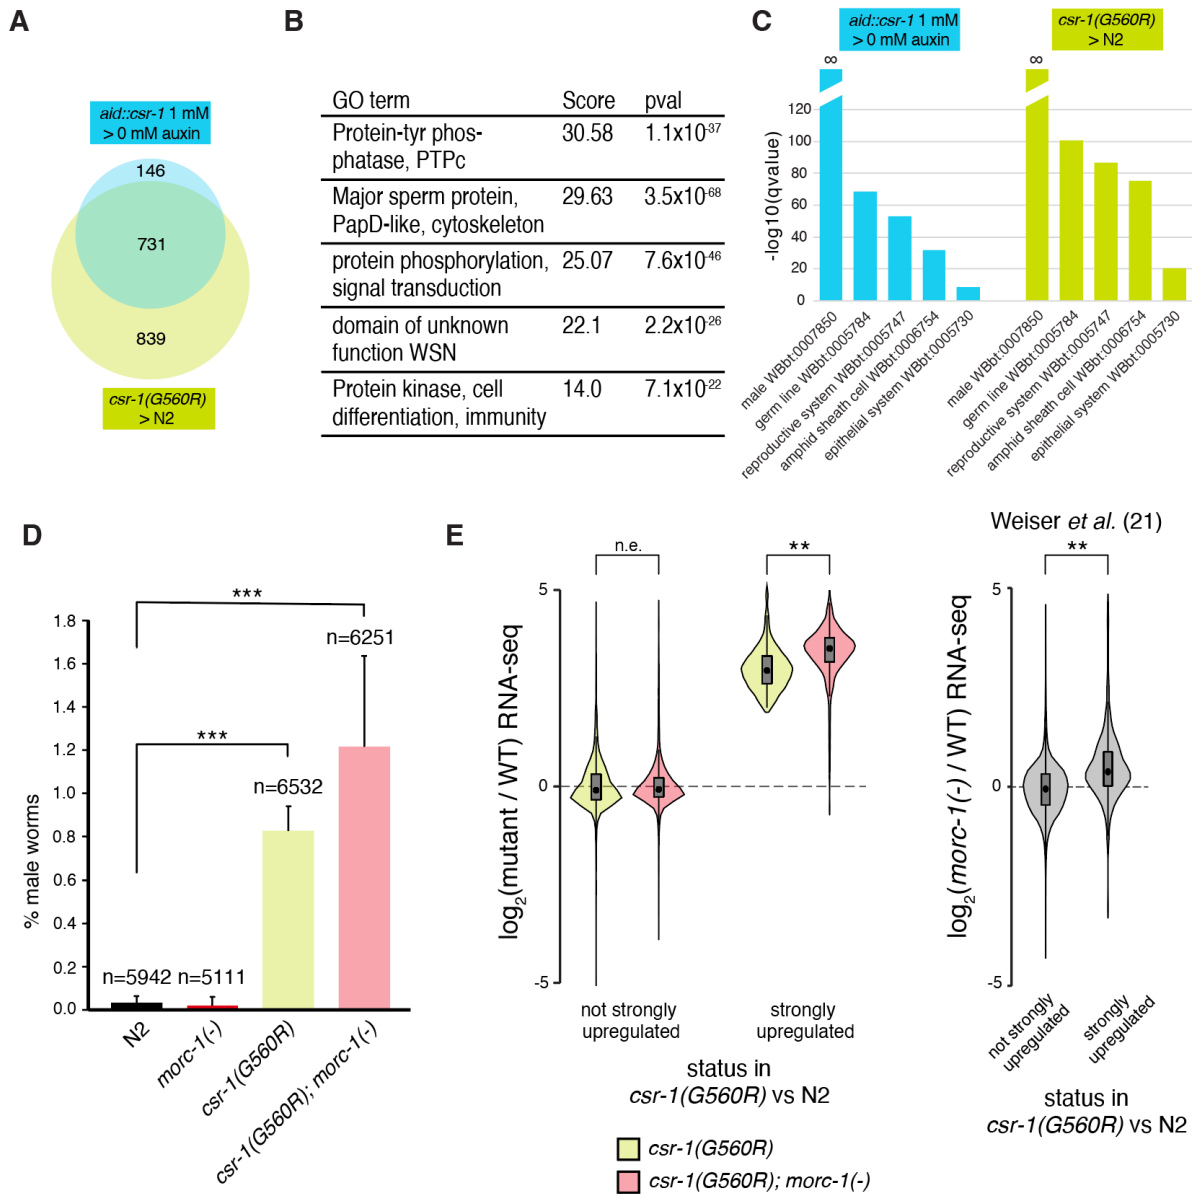 A
aid::csr-1 1 mM
> 0 mM auxin
146
731
839
csr-1(G560R)
> N2
B
GO term Score pval
Protein-tyr phos-
phatase, PTPc 30.58 1.1x10-37
Major sperm protein,
PapD-like, cytoskeleton 29.63 3.5x10-68
protein phosphorylation,
signal transduction 25.07 7.6x10-46
domain of unknown
function WSN 22.1 2.2x10-26
Protein kinase, cell
differentiation, immunity 14.0 7.1x10-22
C
aid::csr-1 1 mM
> 0 mM auxin
csr-1(G560R)
> N2
∞
∞
-log10(qvalue)
120
100
80
60
40
20
0
male WBbt:0007850
germ line WBbt:0005784
reproductive system WBbt:0005747
amphid sheath cell WBbt:0006754
epithelial system WBbt:0005730
male WBbt:0007850
germ line WBbt:0005784
reproductive system WBbt:0005747
amphid sheath cell WBbt:0006754
epithelial system WBbt:0005730
D
% male worms
1.8
1.6
1.4
1.2
1.0
0.8
0.6
0.4
0.2
0.0
***
***
n=5942
n=5111
n=6532
n=6251
N2
morc-1(-)
csr-1(G560R)
csr-1(G560R); morc-1(-)
E
log2(mutant / WT) RNA-seq
5
0
-5
n.e.
**
not strongly
upregulated
strongly
upregulated
status in
csr-1(G560R) vs N2
csr-1(G560R)
csr-1(G560R); morc-1(-)
Weiser et al. (21)
**
log2(morc-1(-) / WT) RNA-seq
5
0
-5
not strongly
upregulated
strongly
upregulated
status in
csr-1(G560R) vs N2